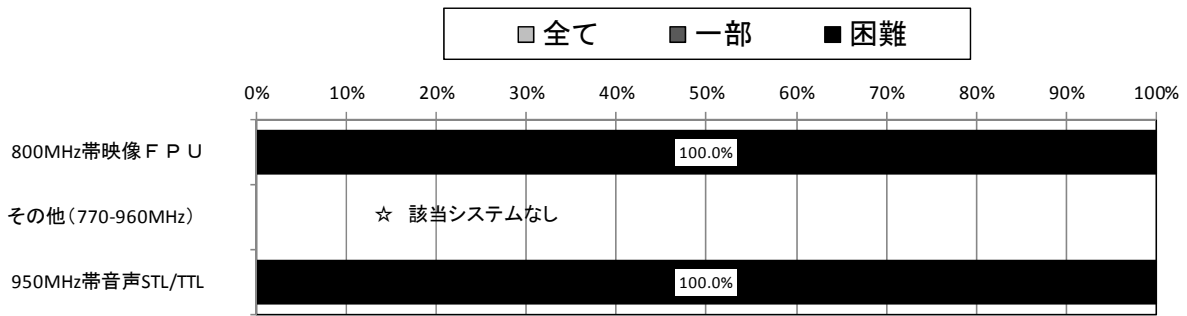 全て 一部 困難
0% 10% 20% 30% 40% 50% 60% 70% 80% 90% 100%
800MHz帯映像ＦＰＵ
100.0%
その他（770-960MHz）
☆ 該当システムなし
950MHz帯音声STL/TTL
100.0%